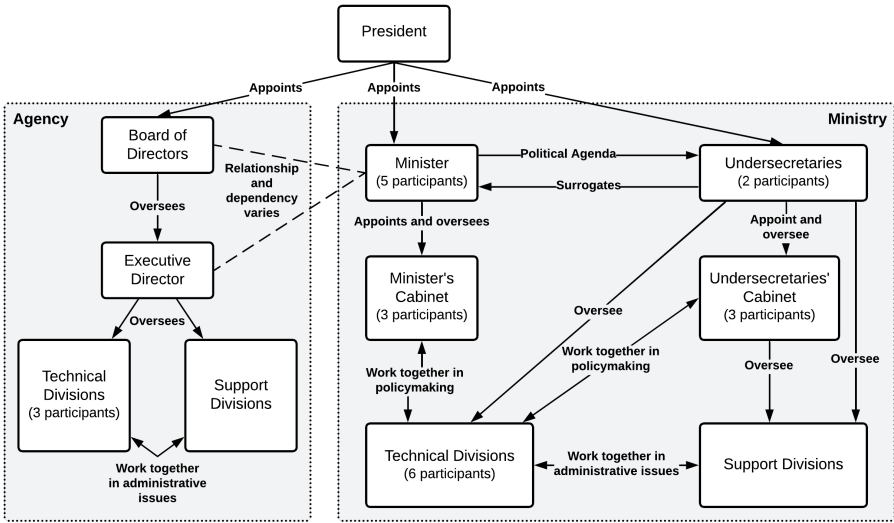 President
Appoints
Appoints
Appoints
Agency
Ministry
Board of
Directors
Relationship
and
dependency
varies
Oversees
Executive
Director
Oversees
Technical
Divisions
(3 participants)
Support
Divisions
Work together
in administrative
issues
Minister
(5 participants)
Political Agenda
Surrogates
Undersecretaries
(2 participants)
Appoints and oversees
Appoint and
oversee
Minister's
Cabinet
(3 participants)
Undersecretaries'
Cabinet
(3 participants)
Oversee
Work together in
policymaking
Work together in
policymaking
Oversee
Oversee
Technical Divisions
(6 participants)
Work together in
administrative issues
Support Divisions